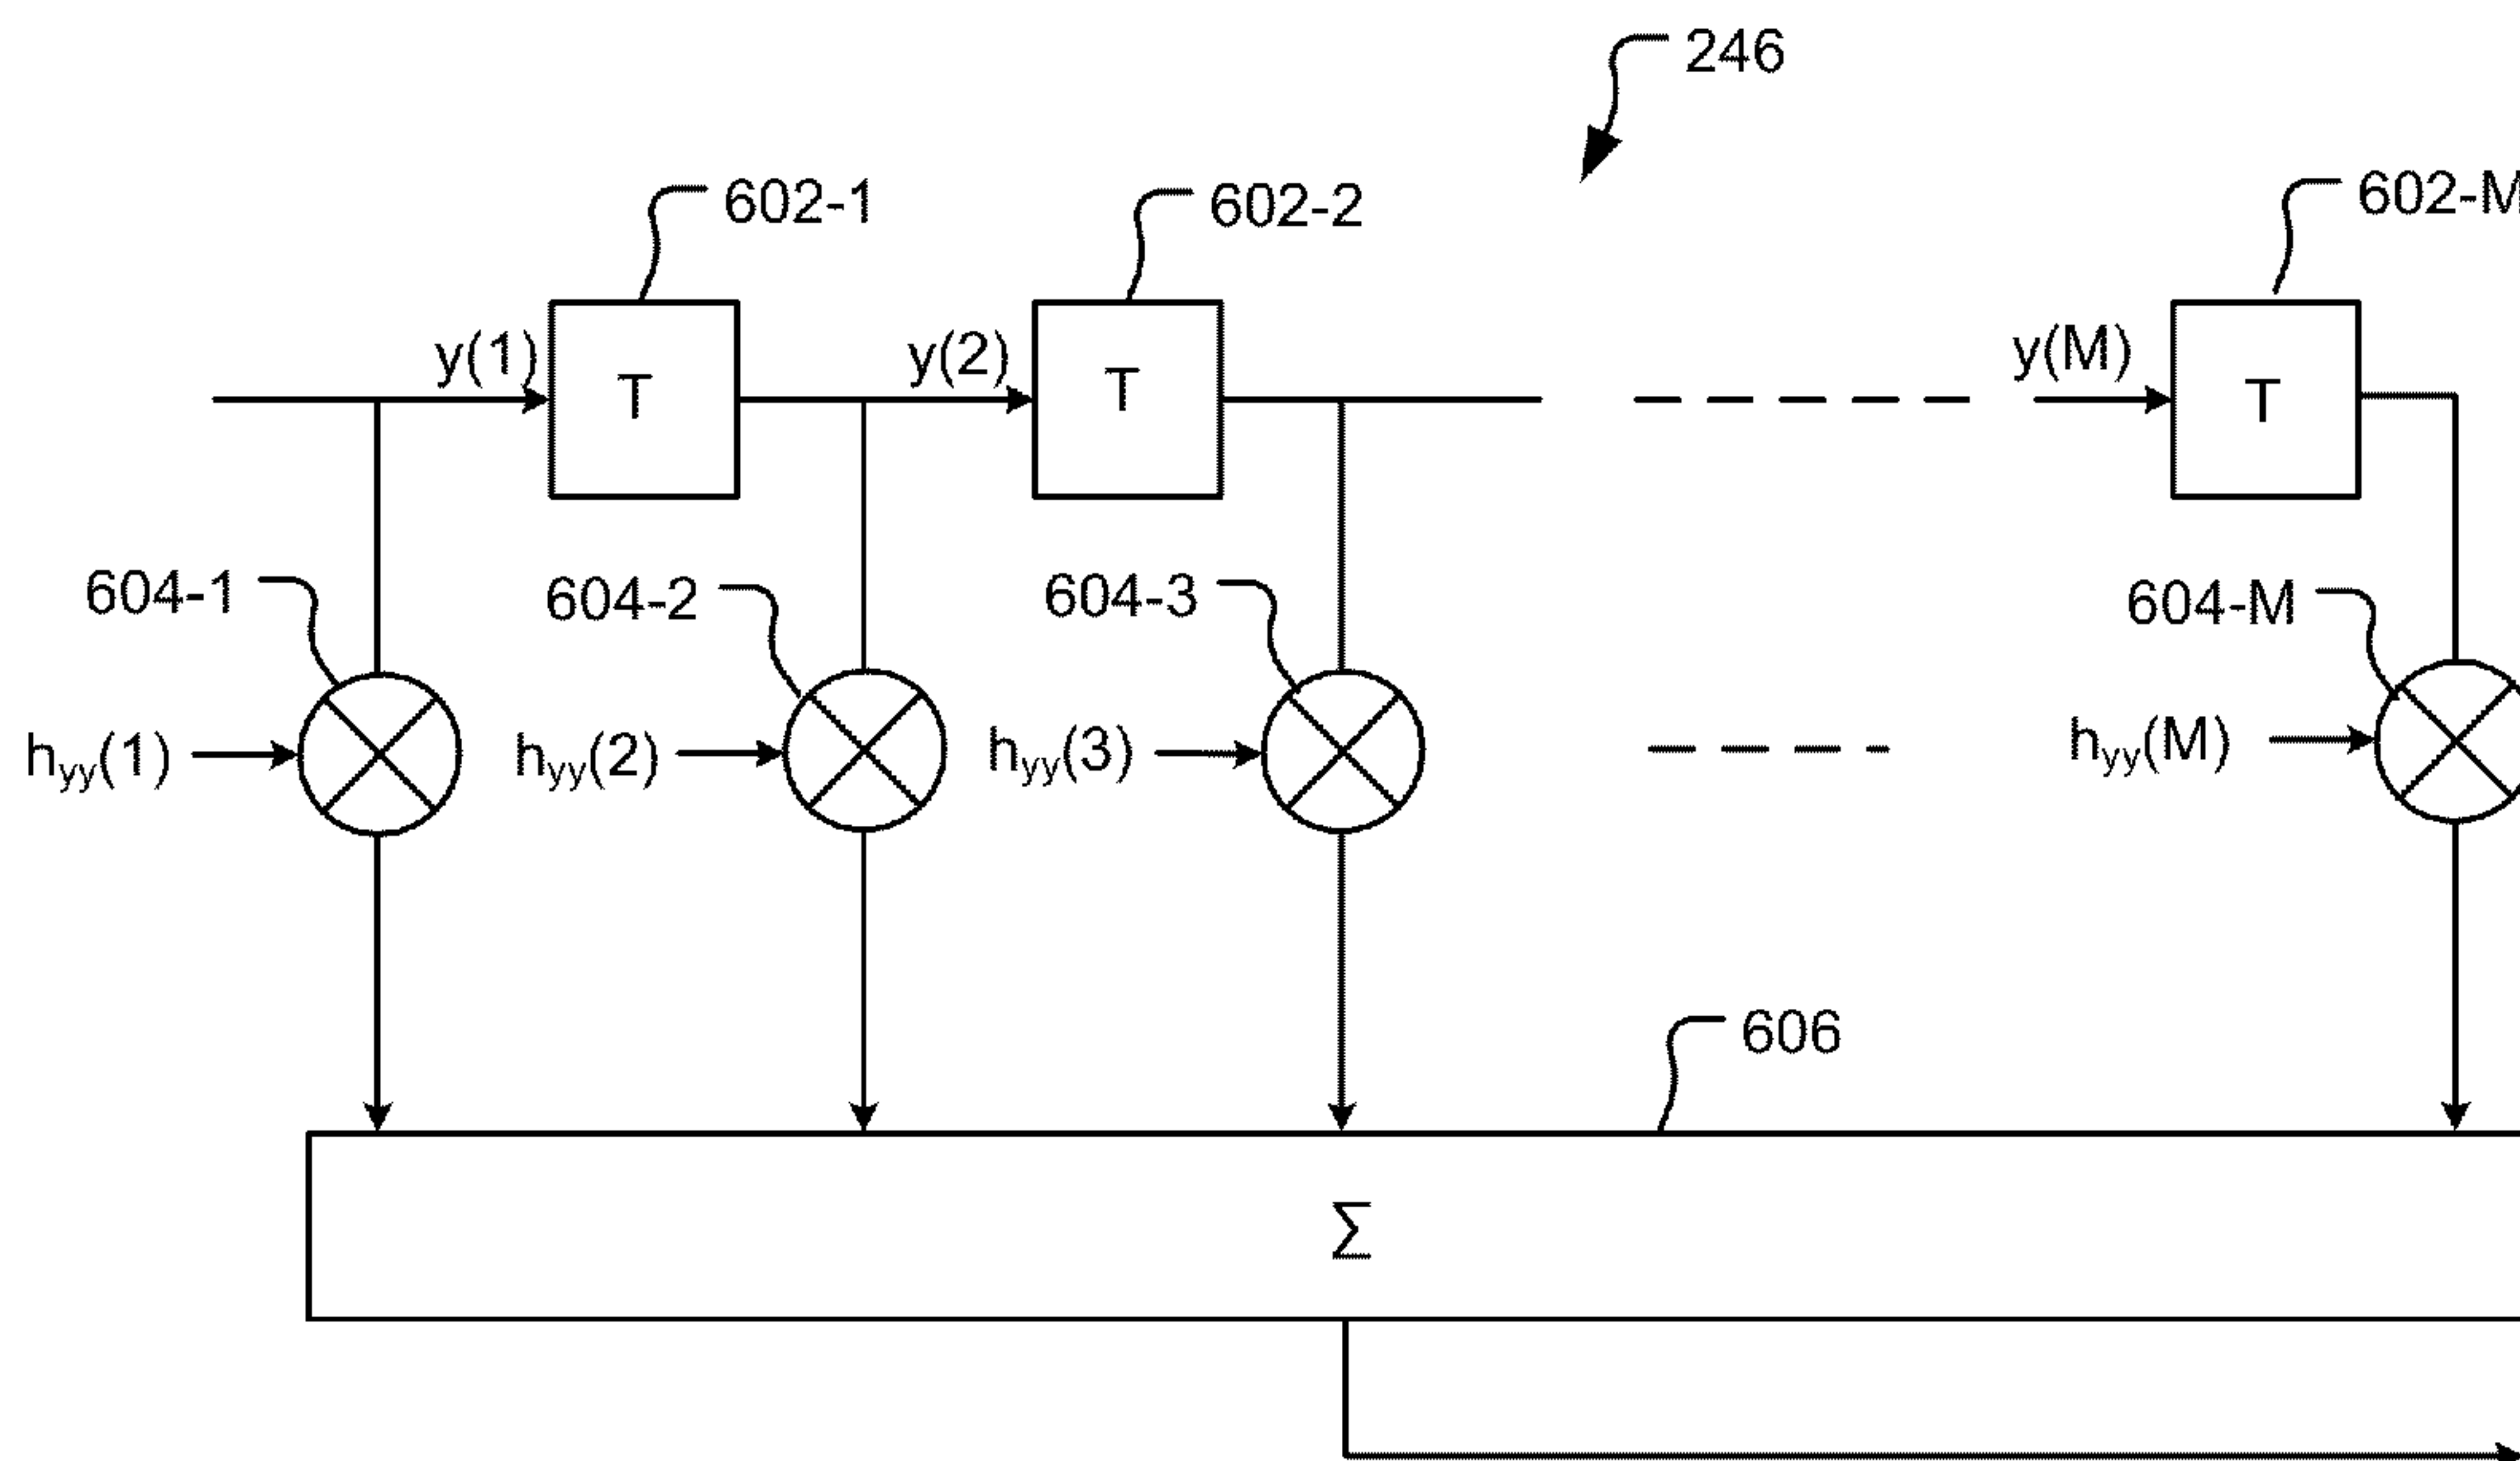 246
602-1
602-2
602-M
y(1)
T
y(2)
T
y(M)
T
604-1
604-2
604-3
604-M
hyy(1)
hyy(2)
hyy(3)
hyy(M)
606
Σ